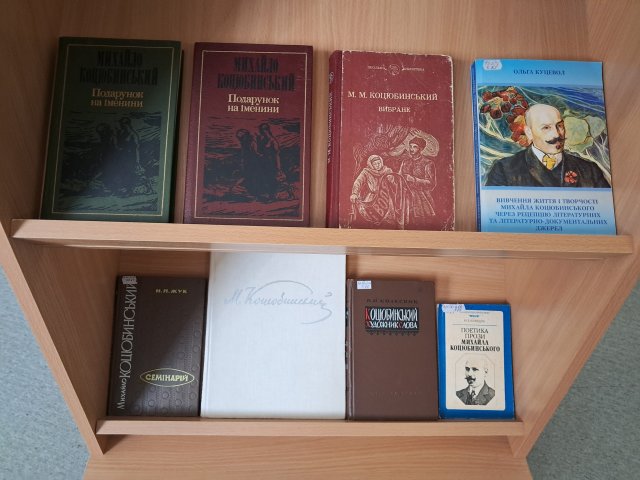 МИХАЙЛО
КОЦЮБИНСЬКИЙ
Подарунок
на іменини
МИХАЙЛО
КОЦЮБИНСЬКИЙ
Подарунок
на іменини
М. М. КОЦЮБИНСЬКИЙ
ВИБРАНЕ
ОЛЬГА КУЦЕВОЛ
ВИВЧЕННЯ ЖИТТЯ І ТВОРЧОСТІ
МИХАЙЛА КОЦЮБИНСЬКОГО
ЧЕРЕЗ РЕЦЕПЦІЮ ЛІТЕРАТУРНИХ
ТА ЛІТЕРАТУРНО-ДОКУМЕНТАЛЬНИХ
ДЖЕРЕЛ
Н. Й. ЖУК
Михайло КОЦЮБИНСЬКИЙ
СЕМІНАРІЙ
М. Коцюбинський
КОЦЮБИНСЬКИЙ
ХУДОЖНИК СЛОВА
ПОЕТИКА
ПРОЗИ
МИХАЙЛА
КОЦЮБИНСЬКОГО